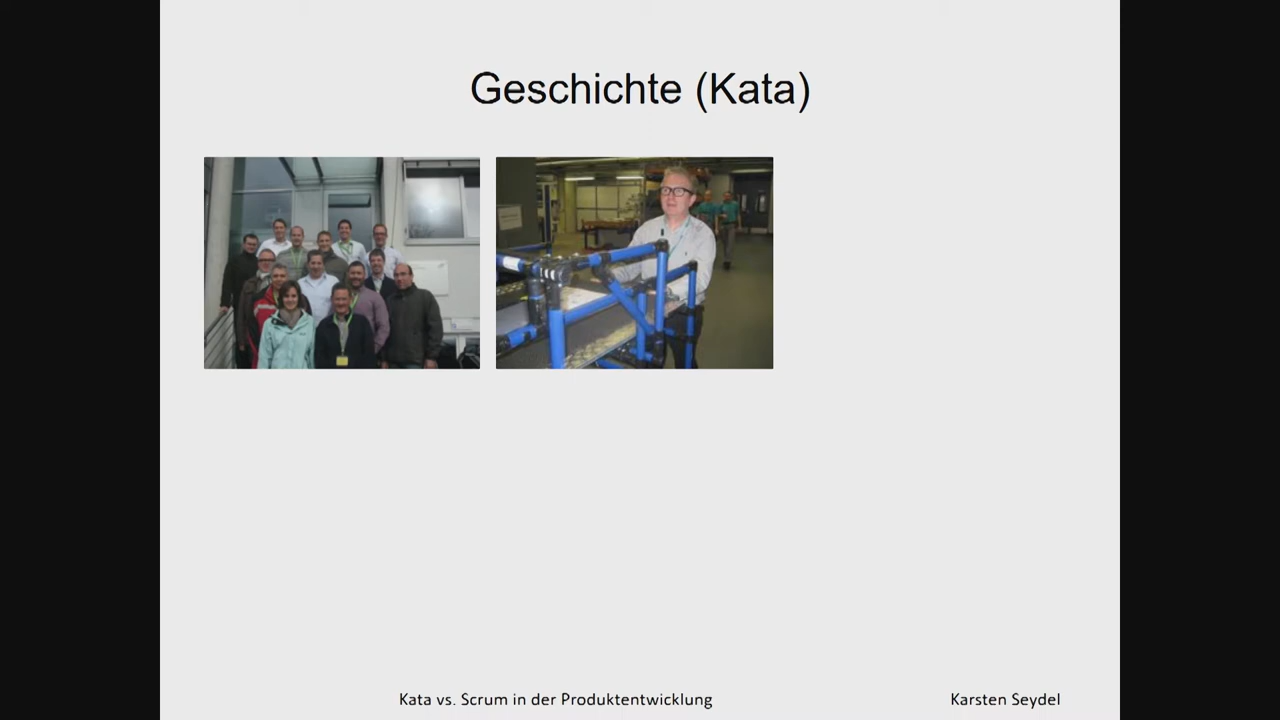 Geschichte (Kata)
Kata vs. Scrum in der Produktentwicklung
Karsten Seydel